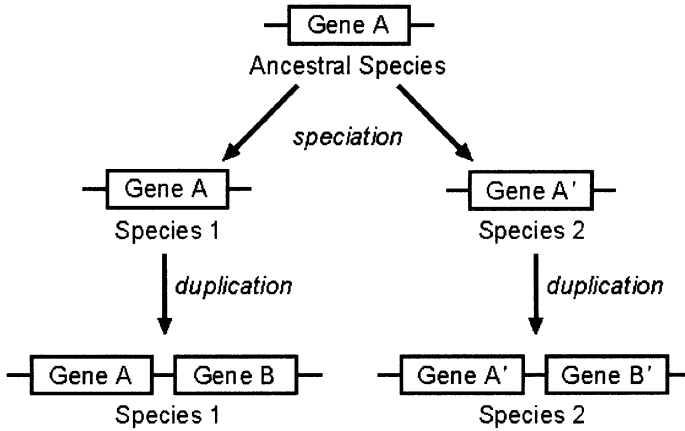 Gene A
Ancestral Species
speciation
Gene A
Gene A′
Species 1
Species 2
duplication
duplication
Gene A
Gene B
Gene A′
Gene B′
Species 1
Species 2